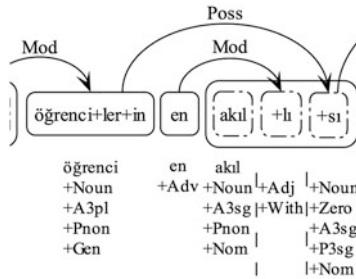 Poss
Mod Mod
öğrenci+ler+in en akıl +lı +sı
öğrenci en akıl
+Noun +Adv +Noun +Adj +Noun
+A3pl +A3sg +With +Zero
+Pnon +Pnon +A3sg
+Gen +Nom +P3sg
+Nom